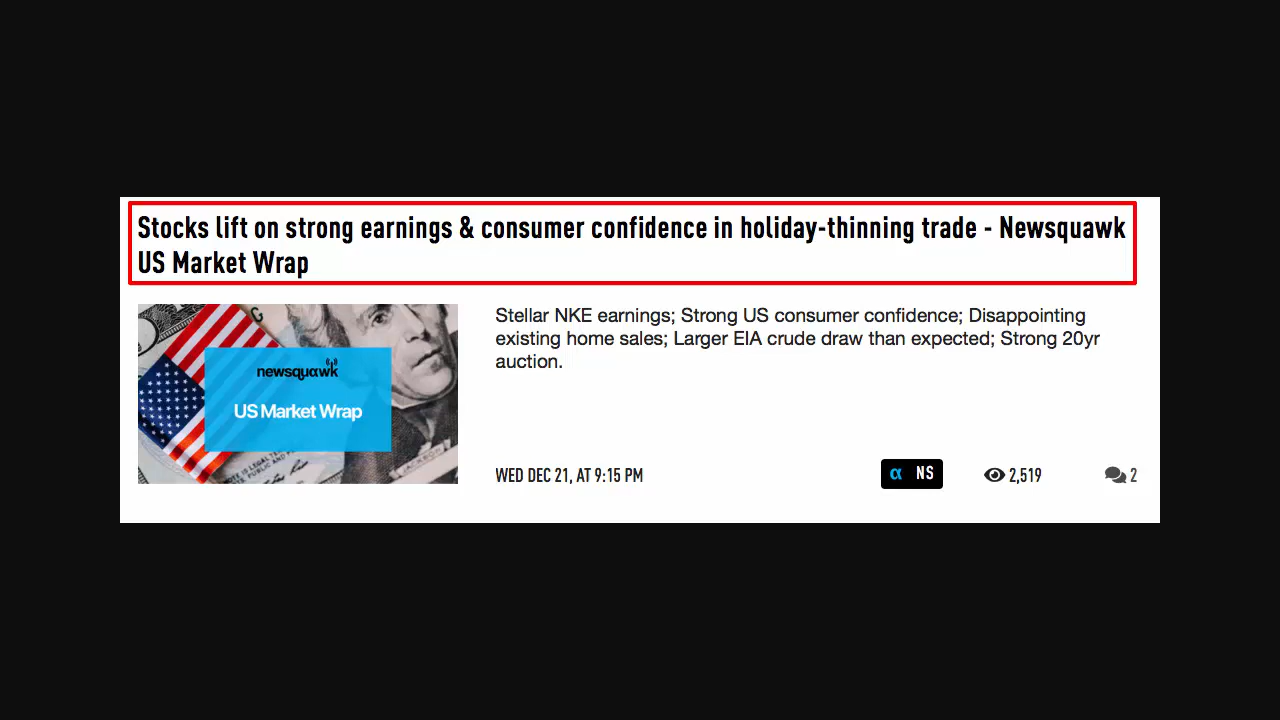 Stocks lift on strong earnings & consumer confidence in holiday-thinning trade - Newsquawk
US Market Wrap
newsquawk
US Market Wrap
JACKSON
Stellar NKE earnings; Strong US consumer confidence; Disappointing
existing home sales; Larger EIA crude draw than expected; Strong 20yr
auction.
WED DEC 21, AT 9:15 PM
α NS
2,519
2